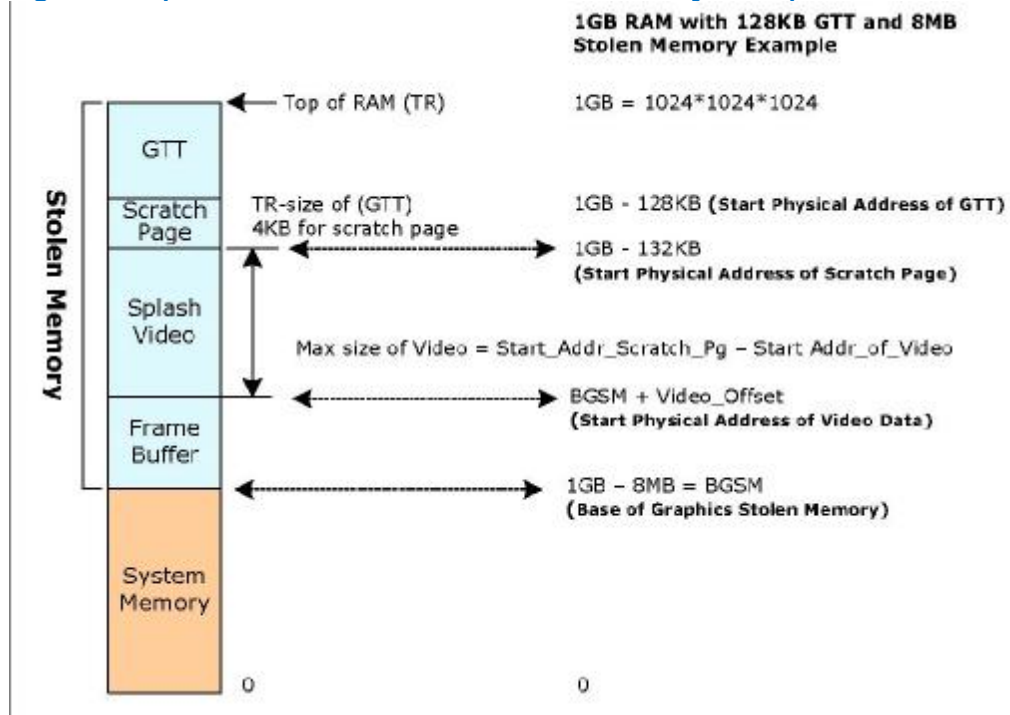 1GB RAM with 128KB GTT and 8MB
Stolen Memory Example
Top of RAM (TR)
1GB = 1024*1024*1024
GTT
Stolen Memory
Scratch
Page
TR-size of (GTT)
4KB for scratch page
1GB - 128KB (Start Physical Address of GTT)
1GB - 132KB
(Start Physical Address of Scratch Page)
Splash
Video
Max size of Video = Start_Addr_Scratch_Pg – Start Addr_of_Video
BGSM + Video_Offset
(Start Physical Address of Video Data)
Frame
Buffer
1GB – 8MB = BGSM
(Base of Graphics Stolen Memory)
System
Memory
0
0